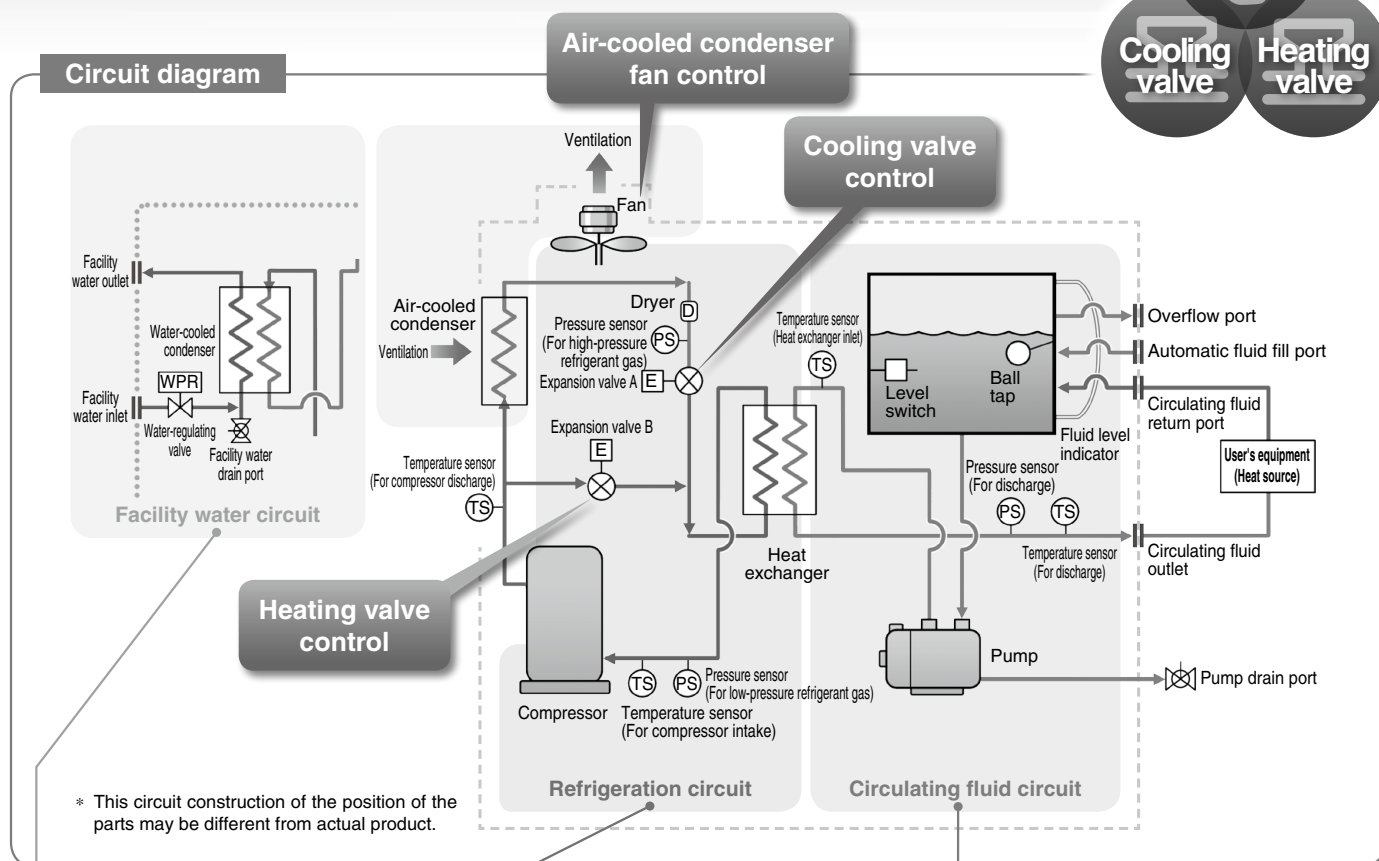 Circuit diagram
Air-cooled condenser
fan control
Cooling
valve
Heating
valve
Cooling valve
control
Ventilation
Fan
Facility
water outlet
Water-cooled
condenser
WPR
Facility
water inlet
Water-regulating
valve
Facility water
drain port
Facility water circuit
Air-cooled
condenser
Ventilation
Dryer
D
Pressure sensor
(For high-pressure
refrigerant gas)
PS
Expansion valve A
E
Expansion valve B
E
Temperature sensor
(For compressor discharge)
TS
Temperature sensor
(Heat exchanger inlet)
TS
Level
switch
Ball
tap
Overflow port
Automatic fluid fill port
Circulating fluid
return port
Fluid level
indicator
User's equipment
(Heat source)
Pressure sensor
(For discharge)
PS
TS
Temperature sensor
(For discharge)
Circulating fluid
outlet
Heat
exchanger
Heating valve
control
Pump
Pump drain port
TS
PS
Pressure sensor
(For low-pressure refrigerant gas)
Compressor
Temperature sensor
(For compressor intake)
Refrigeration circuit
Circulating fluid circuit
* This circuit construction of the position of the
parts may be different from actual product.